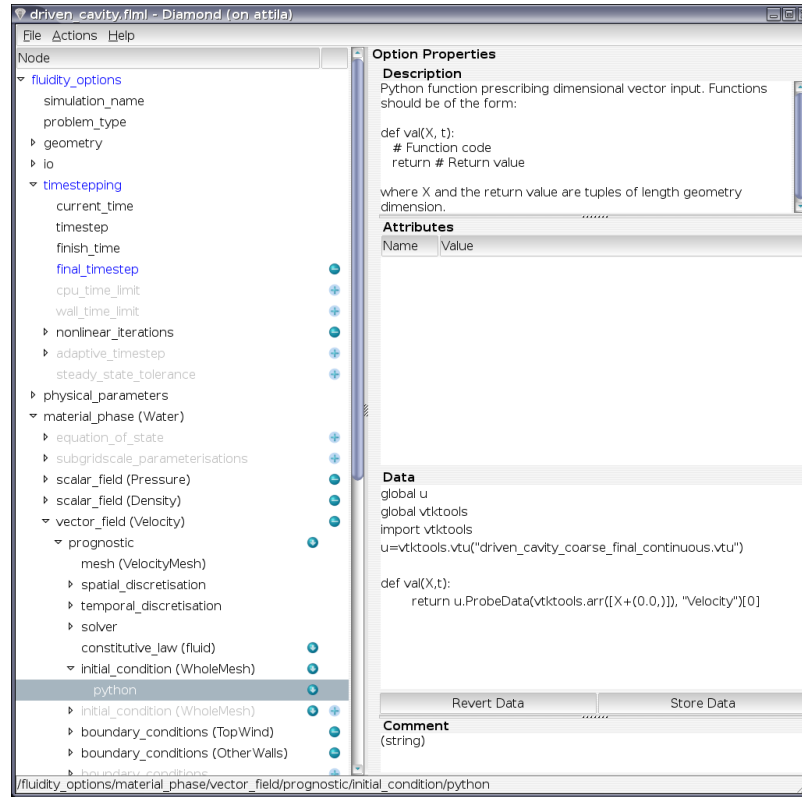 driven_cavity.flml - Diamond (on attila)
File Actions Help
Node
fluidity_options
simulation_name
problem_type
geometry
io
timestepping
current_time
timestep
finish_time
final_timestep
cpu_time_limit
wall_time_limit
nonlinear_iterations
adaptive_timestep
steady_state_tolerance
physical_parameters
material_phase (Water)
equation_of_state
subgridscale_parameterisations
scalar_field (Pressure)
scalar_field (Density)
vector_field (Velocity)
prognostic
mesh (VelocityMesh)
spatial_discretisation
temporal_discretisation
solver
constitutive_law (fluid)
initial_condition (WholeMesh)
python
initial_condition (WholeMesh)
boundary_conditions (TopWind)
boundary_conditions (OtherWalls)
boundary_conditions
Option Properties
Description
Python function prescribing dimensional vector input. Functions
should be of the form:
def val(X, t):
# Function code
return # Return value
where X and the return value are tuples of length geometry
dimension.
Attributes
Name Value
Data
global u
global vtktools
import vtktools
u=vtktools.vtu("driven_cavity_coarse_final_continuous.vtu")
def val(X,t):
return u.ProbeData(vtktools.arr([X+(0.0,)]), "Velocity")[0]
Revert Data Store Data
Comment
(string)
/fluidity_options/material_phase/vector_field/prognostic/initial_condition/python